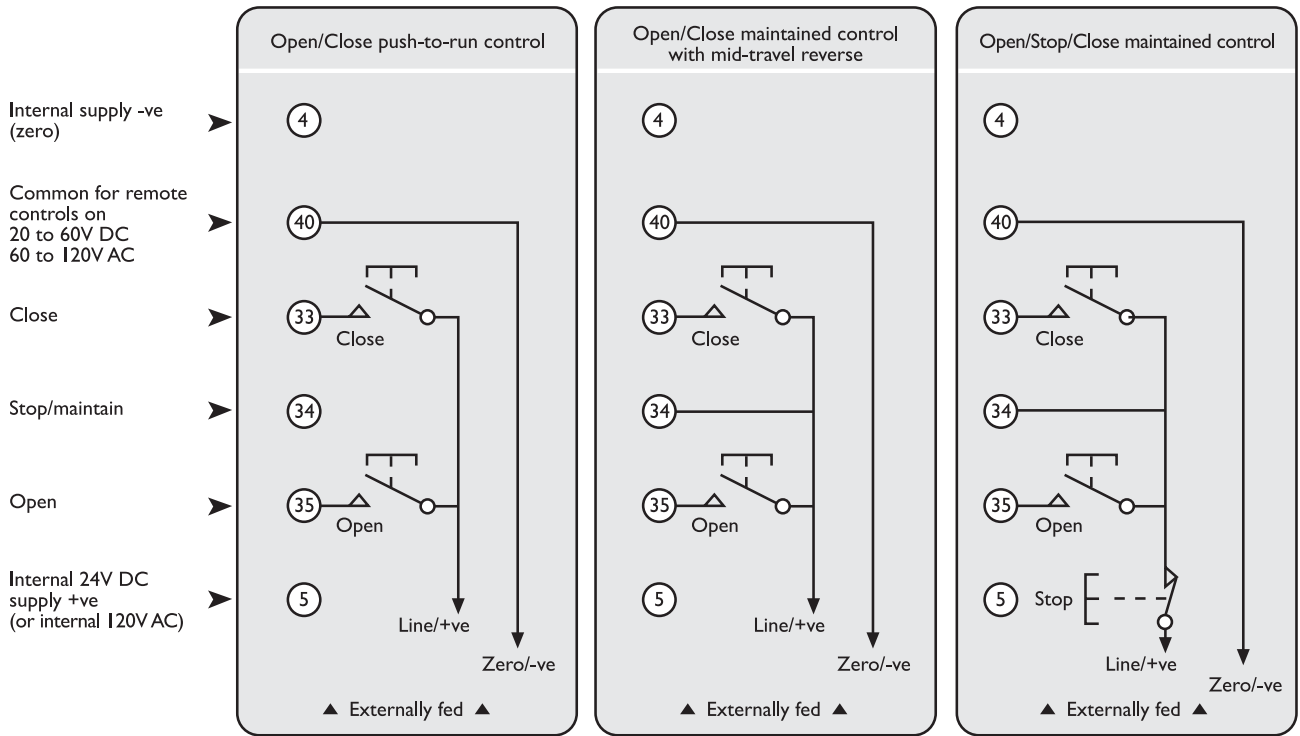 Open/Close push-to-run control
Open/Close maintained control
with mid-travel reverse
Open/Stop/Close maintained control
Internal supply -ve
(zero)
4
4
4
Common for remote
controls on
20 to 60V DC
60 to 120V AC
40
40
40
Close
33
Close
33
Close
33
Close
Stop/maintain
34
34
34
Open
35
Open
35
Open
35
Open
Internal 24V DC
supply +ve
(or internal 120V AC)
5
5
5
Stop
Line/+ve
Line/+ve
Line/+ve
Zero/-ve
Zero/-ve
Zero/-ve
▲ Externally fed ▲
▲ Externally fed ▲
▲ Externally fed ▲